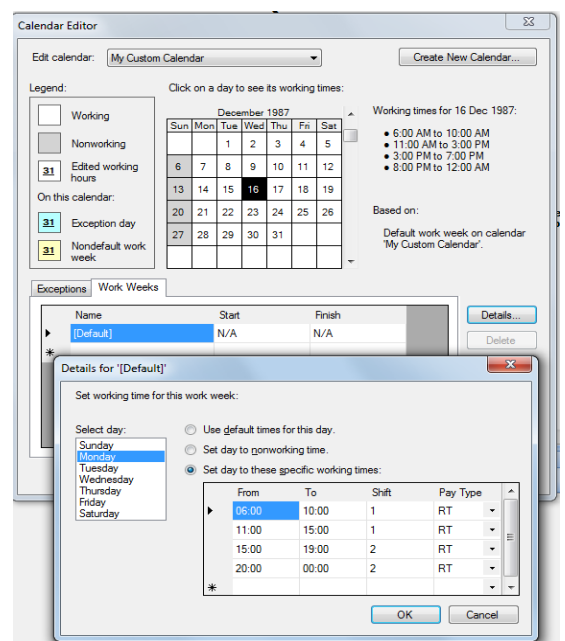 Calendar Editor
Edit calendar: My Custom Calendar Create New Calendar...
Legend:
Working
Nonworking
31 Edited working hours
On this calendar:
31 Exception day
31 Nondefault work week
Click on a day to see its working times:
December 1987
Sun Mon Tue Wed Thu Fri Sat
1 2 3 4 5
6 7 8 9 10 11 12
13 14 15 16 17 18 19
20 21 22 23 24 25 26
27 28 29 30 31
Working times for 16 Dec 1987:
• 6:00 AM to 10:00 AM
• 11:00 AM to 3:00 PM
• 3:00 PM to 7:00 PM
• 8:00 PM to 12:00 AM
Based on:
Default work week on calendar
'My Custom Calendar'.
Exceptions Work Weeks
Name Start Finish
[Default] N/A N/A
Details...
Delete
Details for '[Default]'
Set working time for this work week:
Select day:
Sunday
Monday
Tuesday
Wednesday
Thursday
Friday
Saturday
Use default times for this day.
Set day to nonworking time.
Set day to these specific working times:
From To Shift Pay Type
06:00 10:00 1 RT
11:00 15:00 1 RT
15:00 19:00 2 RT
20:00 00:00 2 RT
OK Cancel